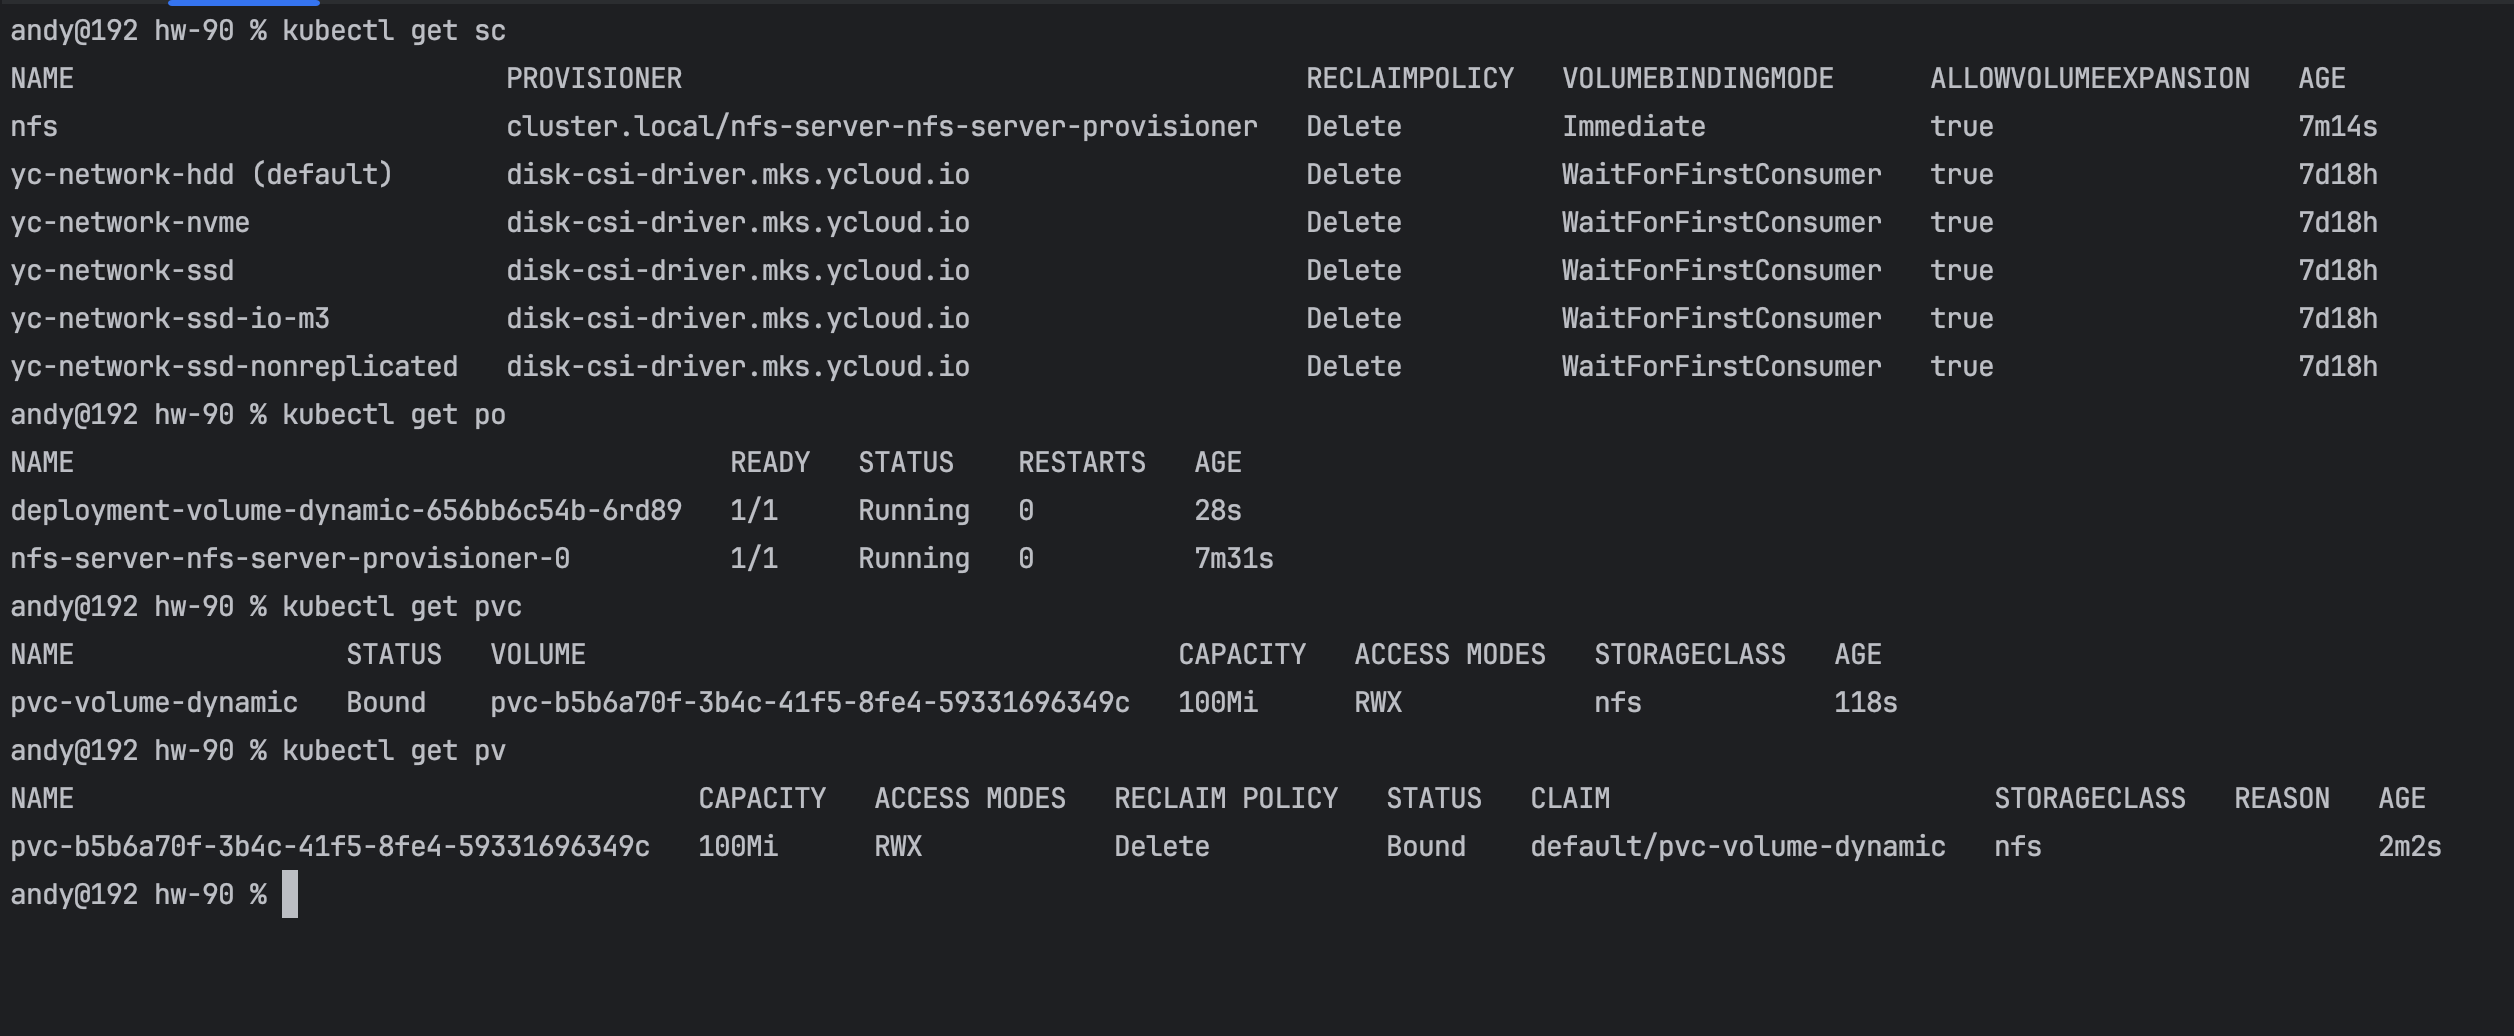 andy@192 hw-90 % kubectl get sc
NAME                           PROVISIONER                                       RECLAIMPOLICY   VOLUMEBINDINGMODE      ALLOWVOLUMEEXPANSION   AGE
nfs                            cluster.local/nfs-server-nfs-server-provisioner   Delete          Immediate              true                   7m14s
yc-network-hdd (default)       disk-csi-driver.mks.ycloud.io                     Delete          WaitForFirstConsumer   true                   7d18h
yc-network-nvme                disk-csi-driver.mks.ycloud.io                     Delete          WaitForFirstConsumer   true                   7d18h
yc-network-ssd                 disk-csi-driver.mks.ycloud.io                     Delete          WaitForFirstConsumer   true                   7d18h
yc-network-ssd-io-m3           disk-csi-driver.mks.ycloud.io                     Delete          WaitForFirstConsumer   true                   7d18h
yc-network-ssd-nonreplicated   disk-csi-driver.mks.ycloud.io                     Delete          WaitForFirstConsumer   true                   7d18h
andy@192 hw-90 % kubectl get po
NAME                                         READY   STATUS    RESTARTS   AGE
deployment-volume-dynamic-656bb6c54b-6rd89   1/1     Running   0          28s
nfs-server-nfs-server-provisioner-0          1/1     Running   0          7m31s
andy@192 hw-90 % kubectl get pvc
NAME                 STATUS   VOLUME                                     CAPACITY   ACCESS MODES   STORAGECLASS   AGE
pvc-volume-dynamic   Bound    pvc-b5b6a70f-3b4c-41f5-8fe4-59331696349c   100Mi      RWX            nfs            118s
andy@192 hw-90 % kubectl get pv
NAME                                       CAPACITY   ACCESS MODES   RECLAIM POLICY   STATUS   CLAIM                        STORAGECLASS   REASON   AGE
pvc-b5b6a70f-3b4c-41f5-8fe4-59331696349c   100Mi      RWX            Delete           Bound    default/pvc-volume-dynamic   nfs                     2m2s
andy@192 hw-90 %